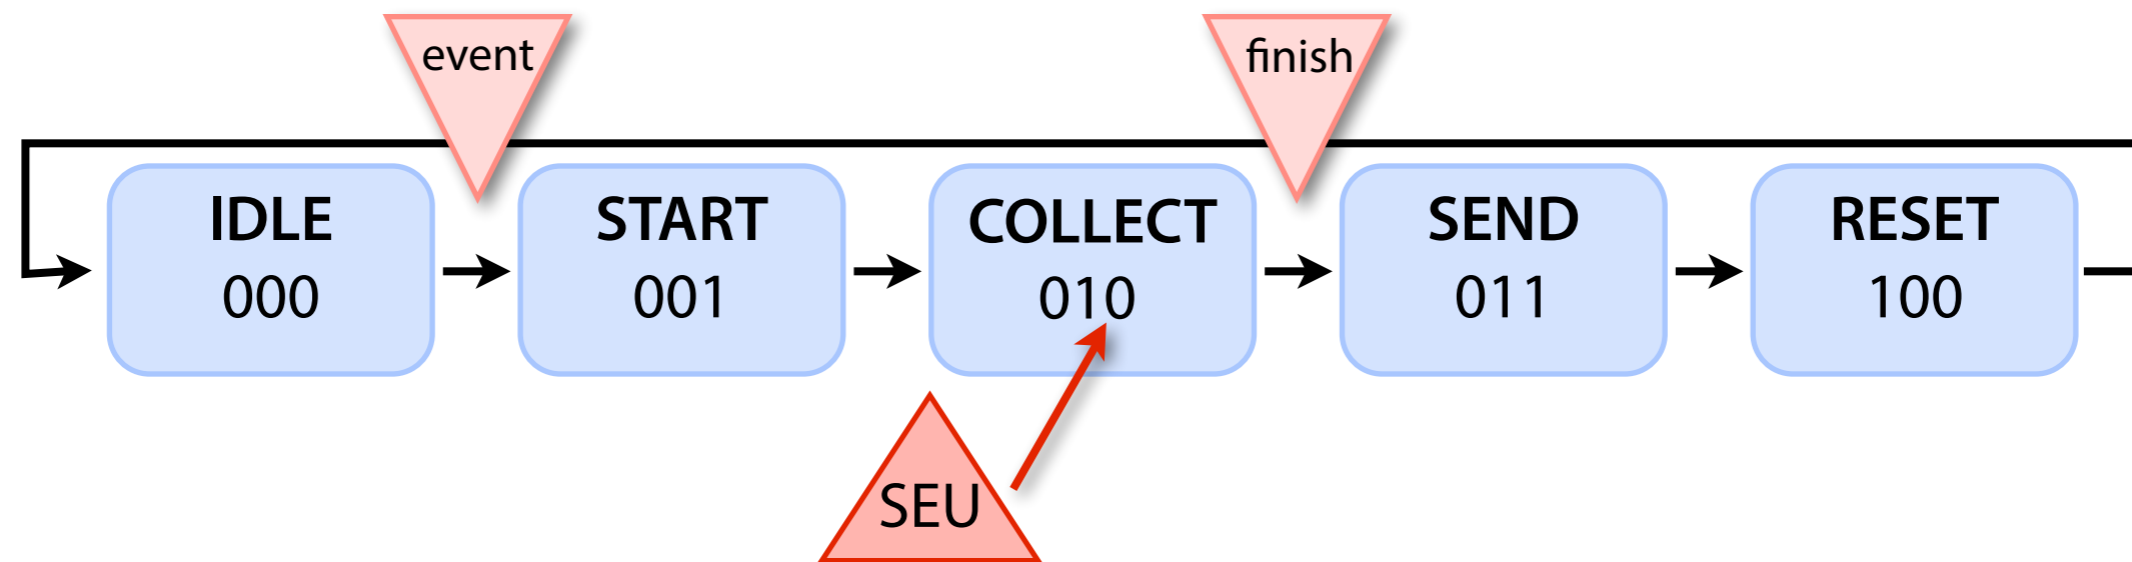 event
finish
IDLE
000
START
001
COLLECT
010
SEND
011
RESET
100
SEU